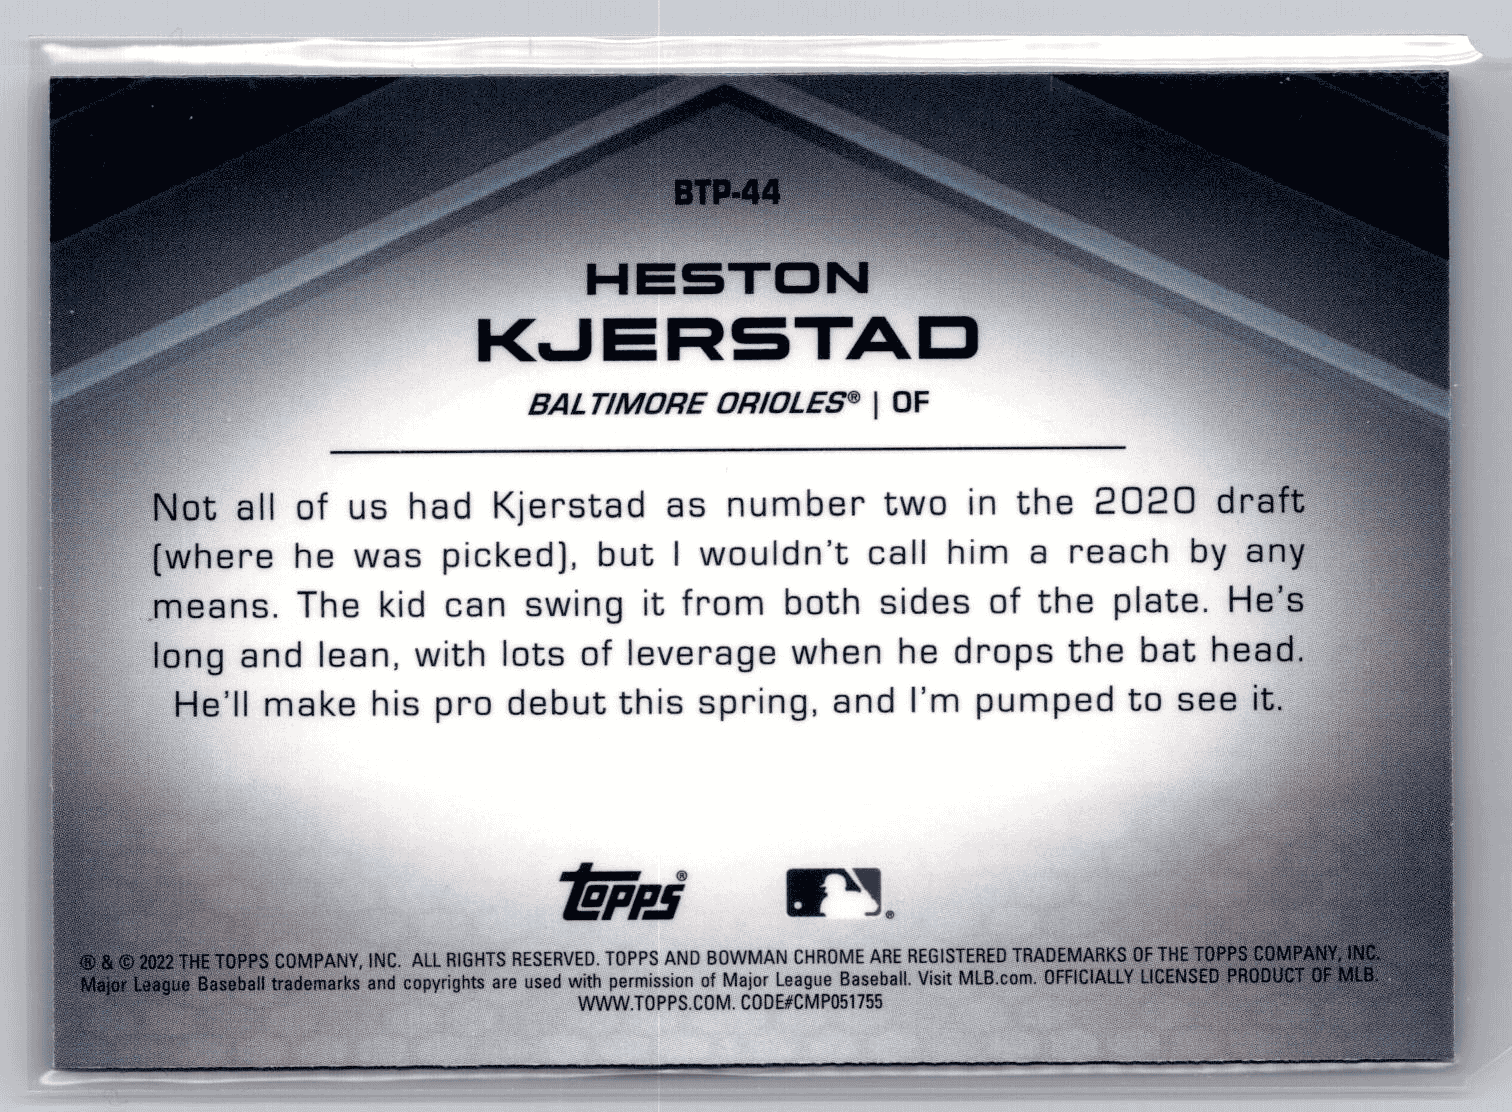 BTP-44
HESTON
KJERSTAD
BALTIMORE ORIOLES® | OF
Not all of us had Kjerstad as number two in the 2020 draft
(where he was picked), but I wouldn't call him a reach by any
means. The kid can swing it from both sides of the plate. He's
long and lean, with lots of leverage when he drops the bat head.
He'll make his pro debut this spring, and I'm pumped to see it.
Topps®
®
® & © 2022 THE TOPPS COMPANY, INC. ALL RIGHTS RESERVED. TOPPS AND BOWMAN CHROME ARE REGISTERED TRADEMARKS OF THE TOPPS COMPANY, INC.
Major League Baseball trademarks and copyrights are used with permission of Major League Baseball. Visit MLB.com. OFFICIALLY LICENSED PRODUCT OF MLB.
WWW.TOPPS.COM. CODE#CMP051755